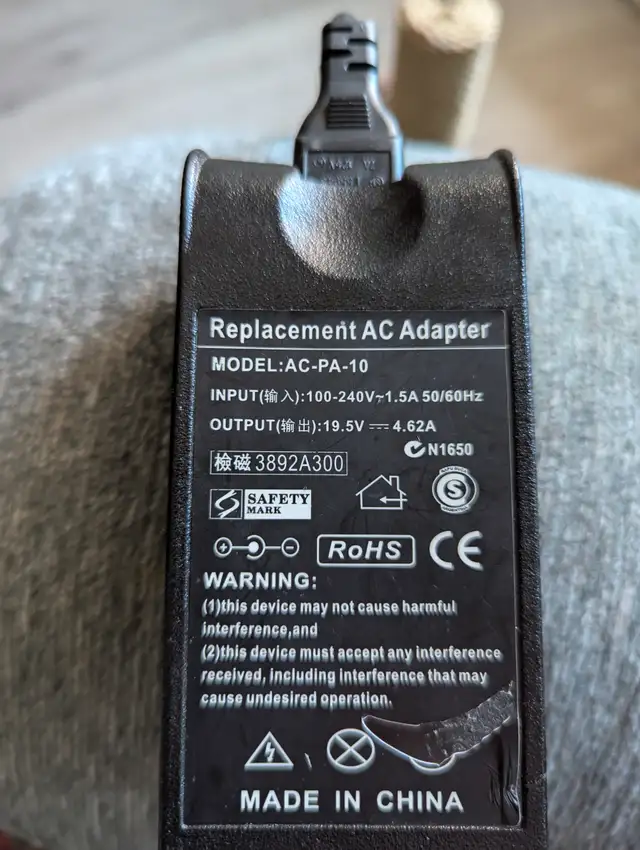 Replacement AC Adapter
MODEL:AC-PA-10
INPUT(输入):100-240V~1.5A 50/60Hz
OUTPUT(输出):19.5V ⎓ 4.62A
N1650
檢磁 3892A300
SAFETY
MARK
S
+ -
RoHS CE
WARNING:
(1)this device may not cause harmful
interference,and
(2)this device must accept any interference
received, including interference that may
cause undesired operation.
MADE IN CHINA